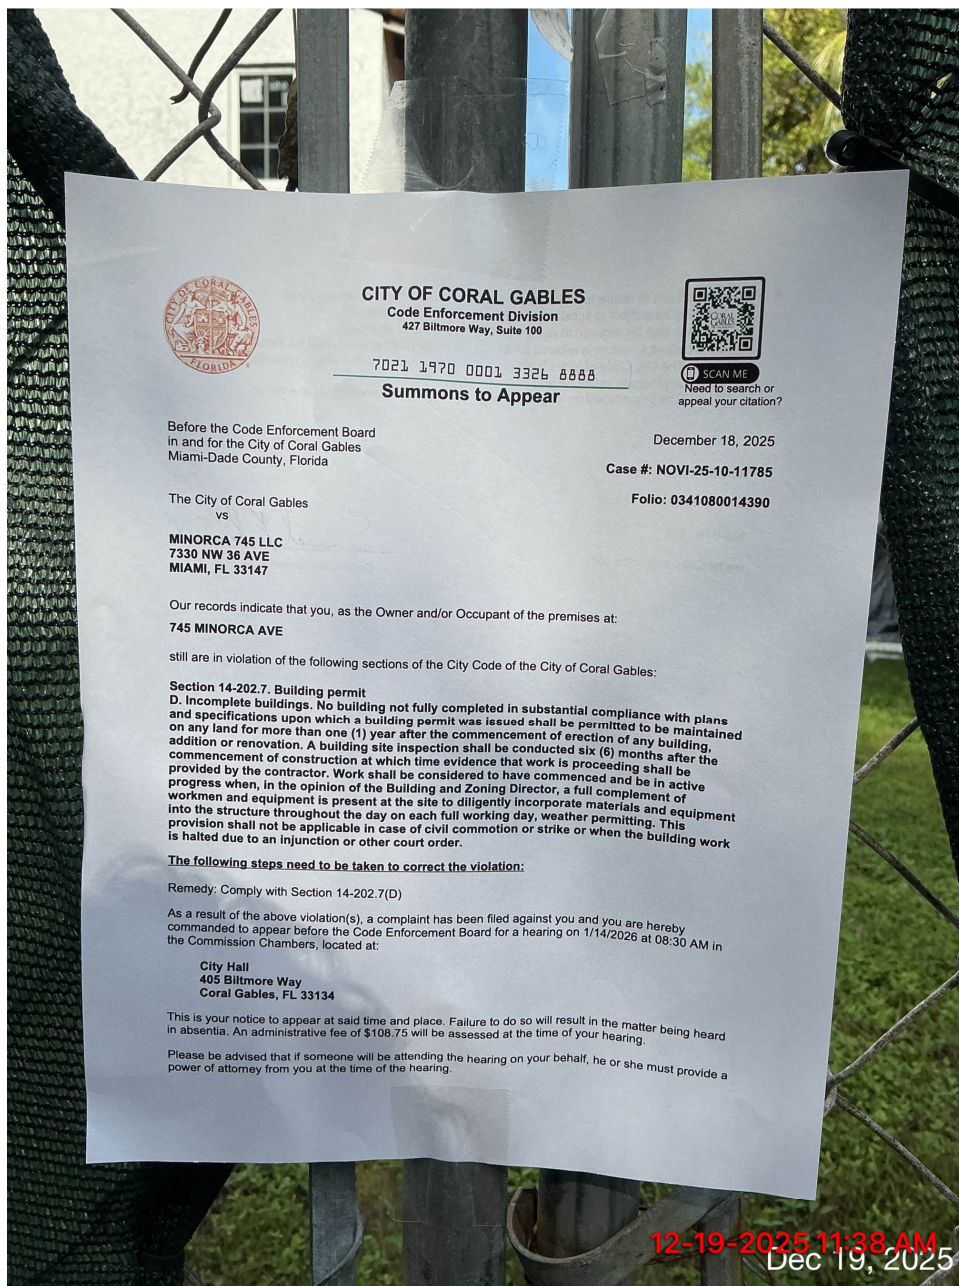 CITY OF CORAL GABLES
FLORIDA
CITY OF CORAL GABLES
Code Enforcement Division
427 Biltmore Way, Suite 100
7021 1970 0001 3326 8888
Summons to Appear
CORAL GABLES
SCAN ME
Need to search or
appeal your citation?
Before the Code Enforcement Board
in and for the City of Coral Gables
Miami-Dade County, Florida
December 18, 2025
Case #: NOVI-25-10-11785
Folio: 0341080014390
The City of Coral Gables
vs
MINORCA 745 LLC
7330 NW 36 AVE
MIAMI, FL 33147
Our records indicate that you, as the Owner and/or Occupant of the premises at:
745 MINORCA AVE
still are in violation of the following sections of the City Code of the City of Coral Gables:
Section 14-202.7. Building permit
D. Incomplete buildings. No building not fully completed in substantial compliance with plans
and specifications upon which a building permit was issued shall be permitted to be maintained
on any land for more than one (1) year after the commencement of erection of any building,
addition or renovation. A building site inspection shall be conducted six (6) months after the
commencement of construction at which time evidence that work is proceeding shall be
provided by the contractor. Work shall be considered to have commenced and be in active
progress when, in the opinion of the Building and Zoning Director, a full complement of
workmen and equipment is present at the site to diligently incorporate materials and equipment
into the structure throughout the day on each full working day, weather permitting. This
provision shall not be applicable in case of civil commotion or strike or when the building work
is halted due to an injunction or other court order.
The following steps need to be taken to correct the violation:
Remedy: Comply with Section 14-202.7(D)
As a result of the above violation(s), a complaint has been filed against you and you are hereby
commanded to appear before the Code Enforcement Board for a hearing on 1/14/2026 at 08:30 AM in
the Commission Chambers, located at:
City Hall
405 Biltmore Way
Coral Gables, FL 33134
This is your notice to appear at said time and place. Failure to do so will result in the matter being heard
in absentia. An administrative fee of $108.75 will be assessed at the time of your hearing.
Please be advised that if someone will be attending the hearing on your behalf, he or she must provide a
power of attorney from you at the time of the hearing.
12-19-2025 11:38 AM
Dec 19, 2025